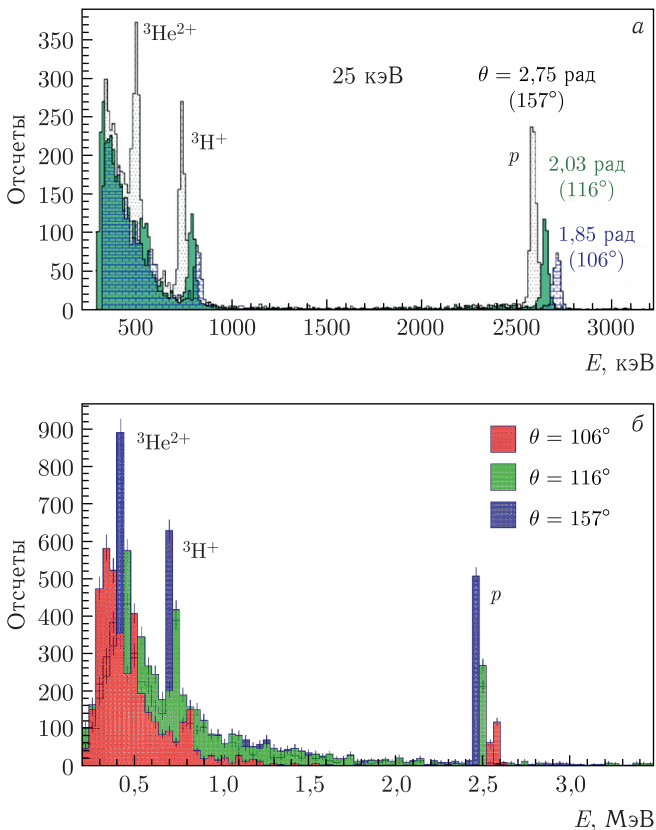 а
350
300
250
200
150
100
50
0
Отсчеты
³He²⁺
³H⁺
25 кэВ
θ = 2,75 рад
(157°)
p
2,03 рад
(116°)
1,85 рад
(106°)
500 1000 1500 2000 2500 3000
E, кэВ
б
900
800
700
600
500
400
300
200
100
0
Отсчеты
³He²⁺
³H⁺
p
θ = 106°
θ = 116°
θ = 157°
0,5 1,0 1,5 2,0 2,5 3,0
E, МэВ